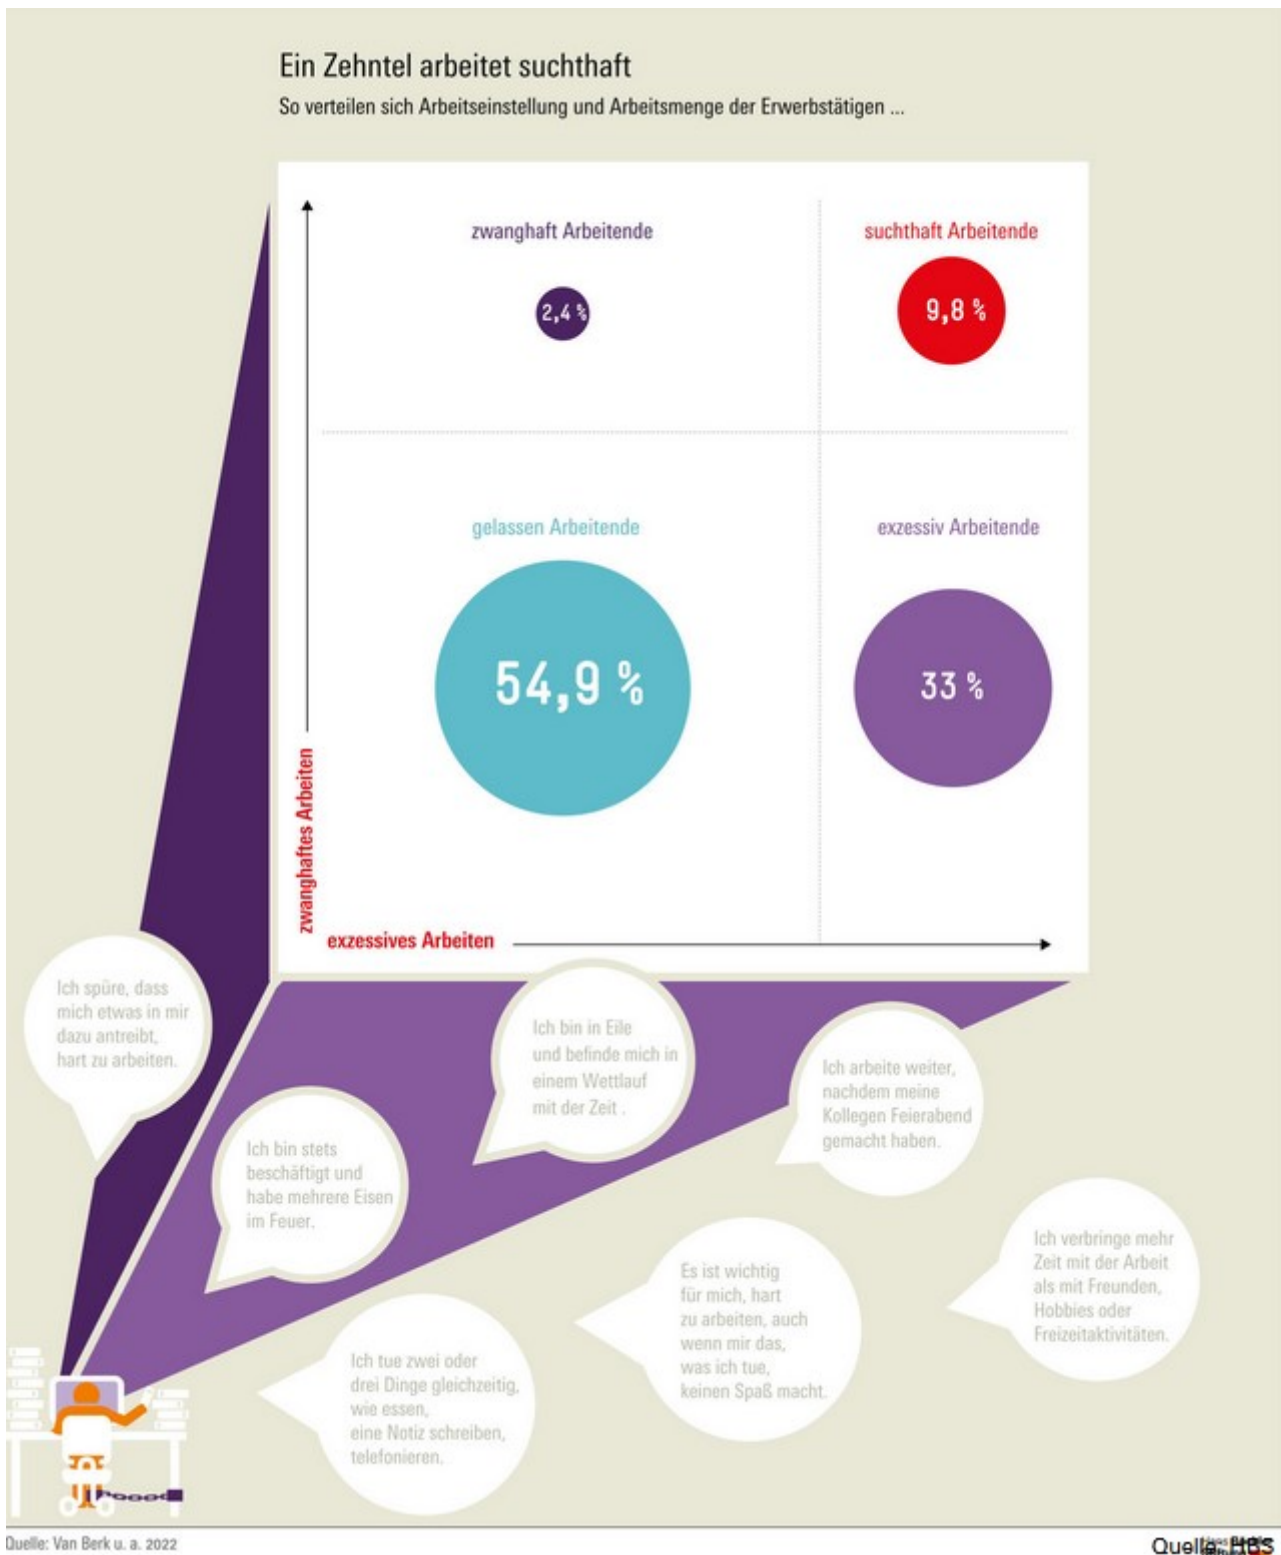 Ein Zehntel arbeitet suchthaft
So verteilen sich Arbeitseinstellung und Arbeitsmenge der Erwerbstätigen ...
zwanghaft Arbeitende
2,4 %
suchthaft Arbeitende
9,8 %
gelassen Arbeitende
54,9 %
exzessiv Arbeitende
33 %
zwanghaftes Arbeiten
exzessives Arbeiten
Ich spüre, dass
mich etwas in mir
dazu antreibt,
hart zu arbeiten.
Ich bin in Eile
und befinde mich in
einem Wettlauf
mit der Zeit .
Ich arbeite weiter,
nachdem meine
Kollegen Feierabend
gemacht haben.
Ich bin stets
beschäftigt und
habe mehrere Eisen
im Feuer.
Ich verbringe mehr
Zeit mit der Arbeit
als mit Freunden,
Hobbies oder
Freizeitaktivitäten.
Es ist wichtig
für mich, hart
zu arbeiten, auch
wenn mir das,
was ich tue,
keinen Spaß macht.
Ich tue zwei oder
drei Dinge gleichzeitig,
wie essen,
eine Notiz schreiben,
telefonieren.
Quelle: Van Berk u. a. 2022
Quelle: HBS